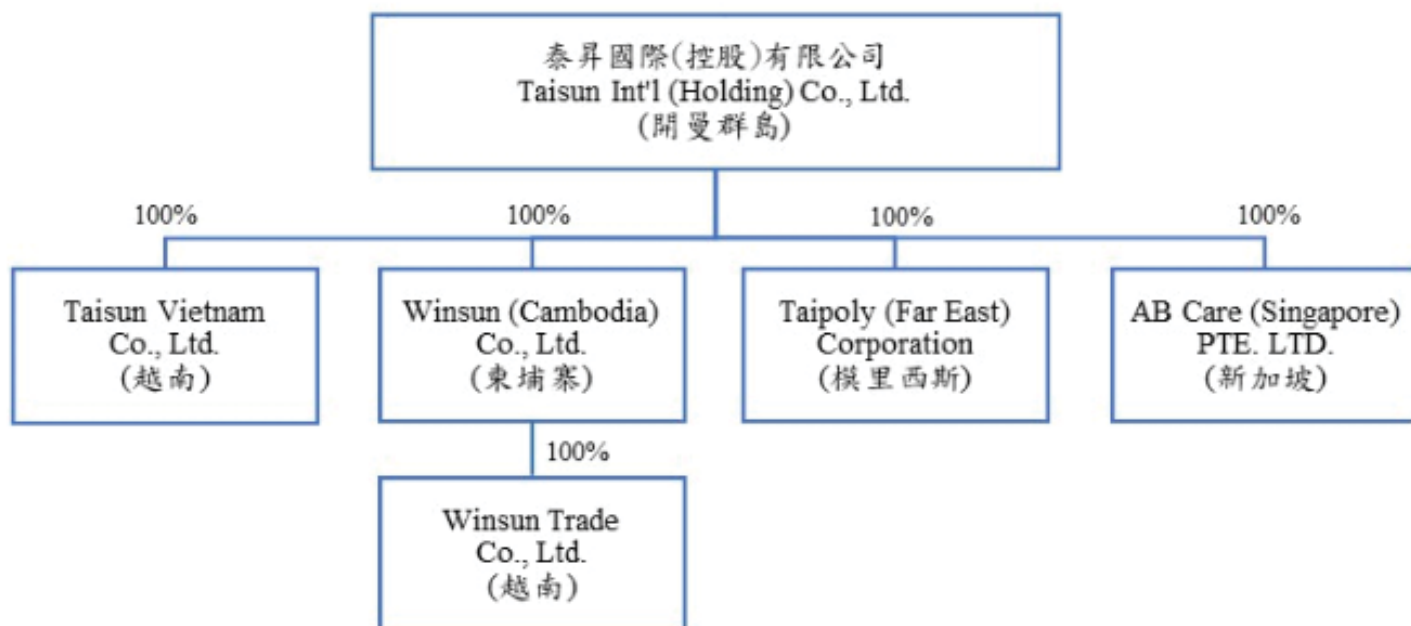 泰昇國際(控股)有限公司
Taisun Int'l (Holding) Co., Ltd.
(開曼群島)
100%
100%
100%
100%
Taisun Vietnam
Co., Ltd.
(越南)
Winsun (Cambodia)
Co., Ltd.
(柬埔寨)
Taipoly (Far East)
Corporation
(模里西斯)
AB Care (Singapore)
PTE. LTD.
(新加坡)
100%
Winsun Trade
Co., Ltd.
(越南)